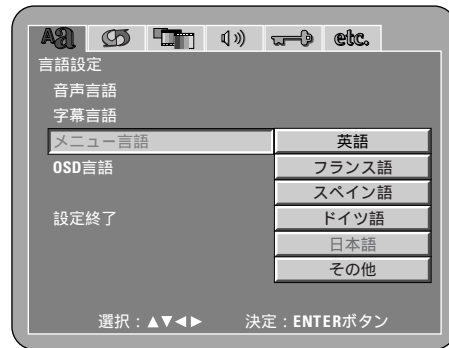 Aa etc.
言語設定
音声言語
字幕言語
メニュー言語 英語
OSD言語 フランス語
スペイン語
設定終了 ドイツ語
日本語
その他
選択：▲▼◀▶ 決定：ENTERボタン